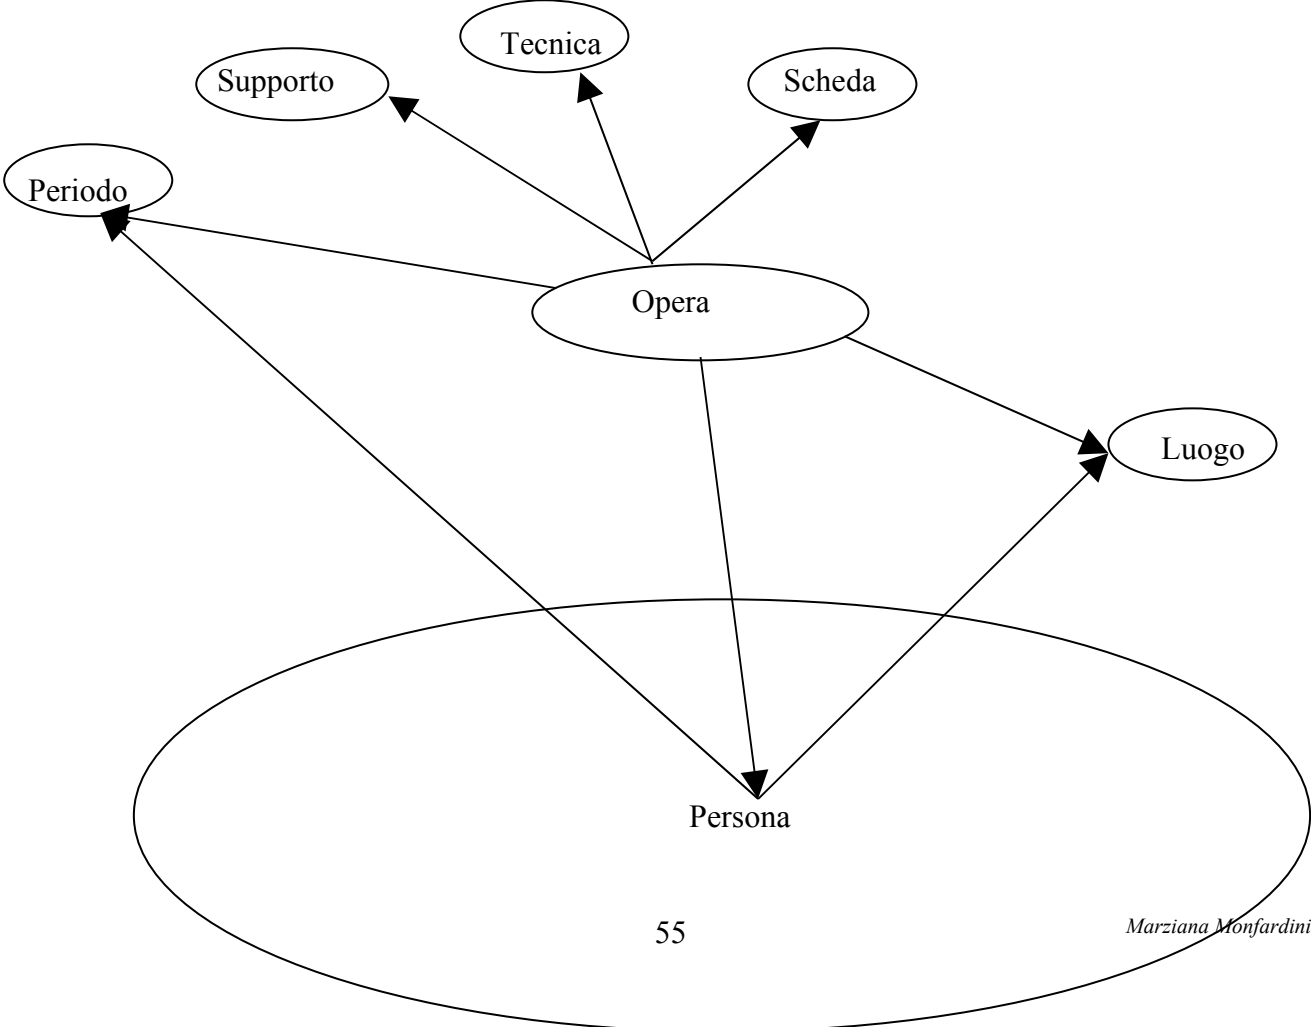 Tecnica
Supporto
Scheda
Periodo
Opera
Luogo
Persona
55
Marziana Monfardini